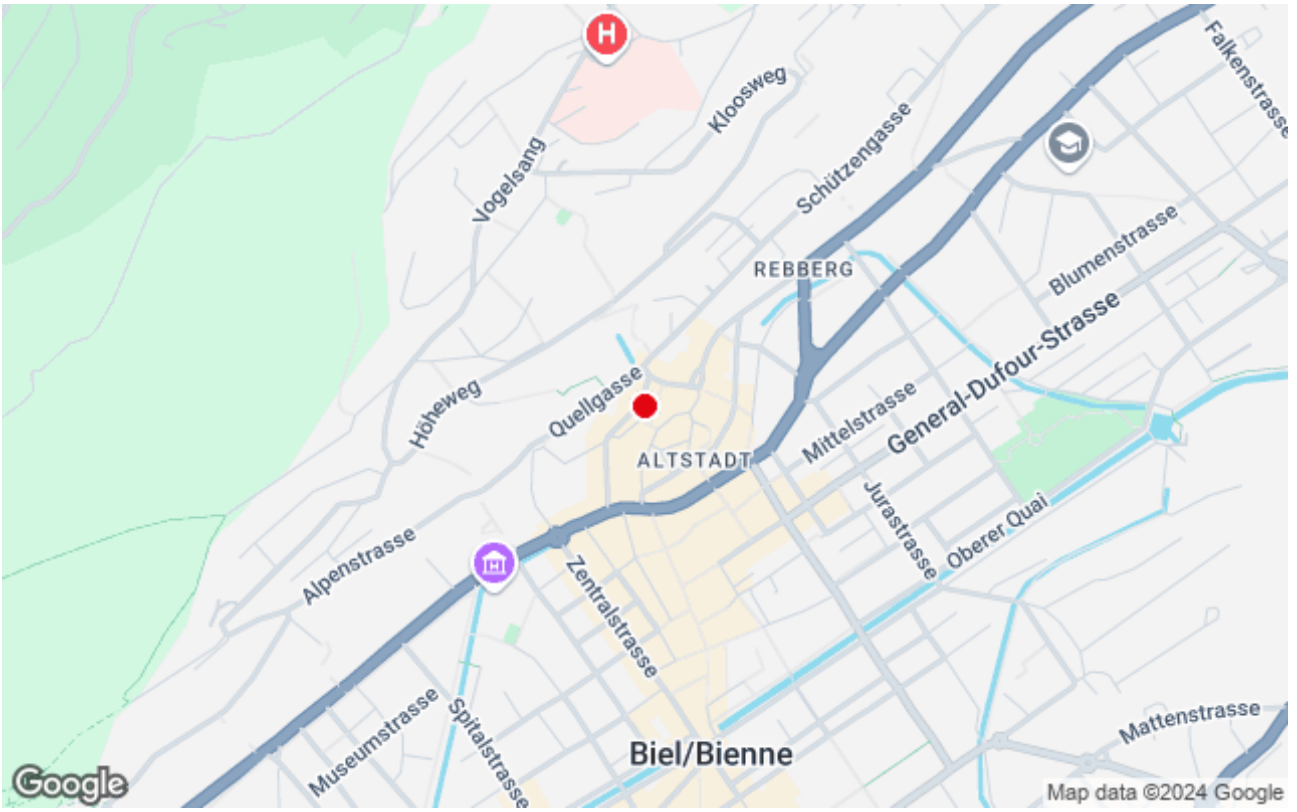 H
Falkenstrasse
Kloosweg
Schützengasse
Vogelsang
Blumenstrasse
REBBERG
General-Dufour-Strasse
Quellgasse
Höheweg
Mittelstrasse
ALTSTADT
Jurastrasse
Oberer Quai
Alpenstrasse
H
Zentralstrasse
Museumstrasse
Spitalstrasse
Mattenstrasse
Biel/Bienne
Google
Map data ©2024 Google